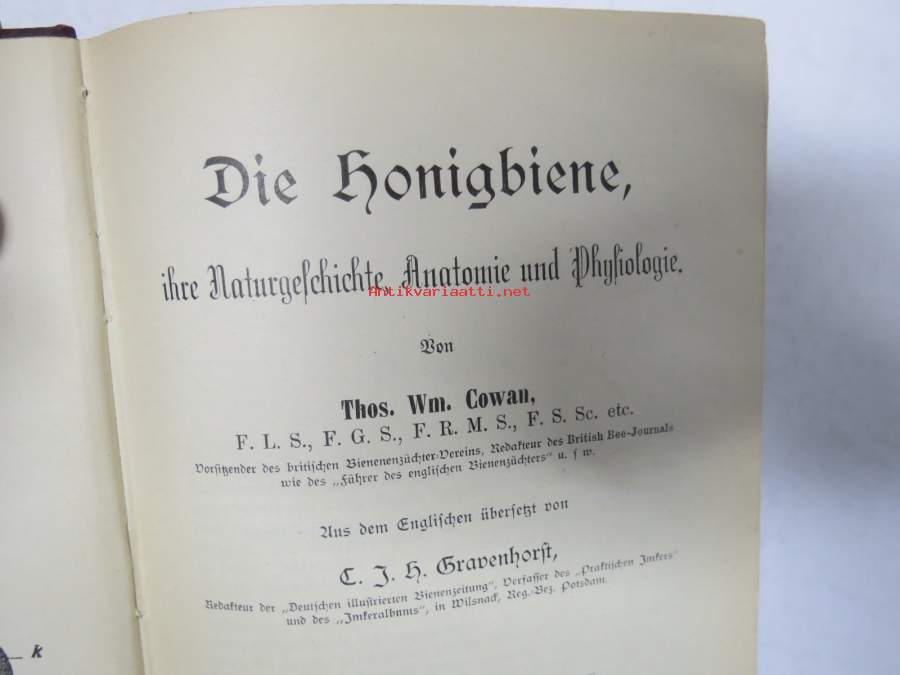 Die Honigbiene,
ihre Naturgeschichte, Anatomie und Physiologie.
Antikvariaatti.net
Von
Thos. Wm. Cowan,
F. L. S., F. G. S., F. R. M. S., F. S. Sc. etc.
Vorsitzender des britischen Bienenenzüchter-Vereins, Redakteur des British Bee-Journals
wie des „Führer des englischen Bienenzüchters" u. s w.
Aus dem Englischen übersetzt von
C. J. H. Gravenhorst,
Redakteur der „Deutschen illustrierten Bienenzeitung", Verfasser des „Praktischen Imkers"
und des „Imkeralbums", in Wilsnack, Reg.-Bez. Potsdam.
k